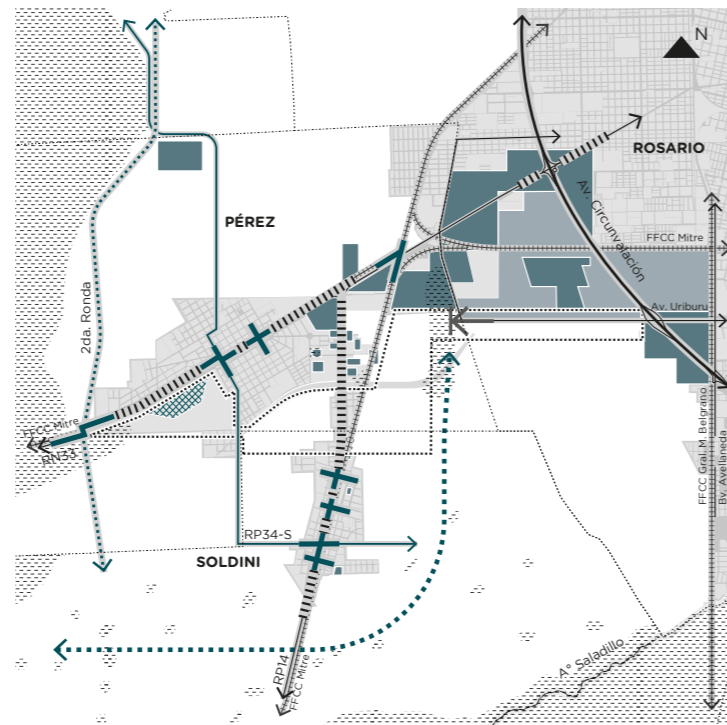 N
ROSARIO
PÉREZ
Av. Circunvalación
FFCC Mitre
2da. Ronda
Av. Uriburu
FFCC Mitre
RN33
FFCC Gral. M. Belgrano
Bv. Avellaneda
RP34-S
SOLDINI
RP14
FFCC Mitre
A° Saladillo